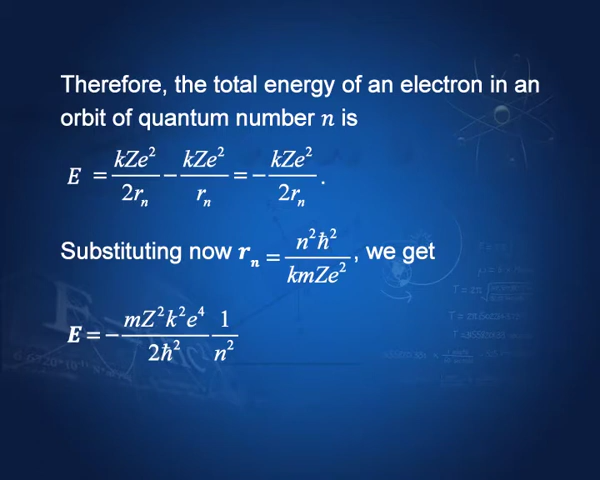 Therefore, the total energy of an electron in an
orbit of quantum number n is
E = kZe²/2rₙ − kZe²/rₙ = − kZe²/2rₙ .
Substituting now rₙ = n²ħ²/kmZe² , we get
E = − mZ²k²e⁴/2ħ² 1/n²